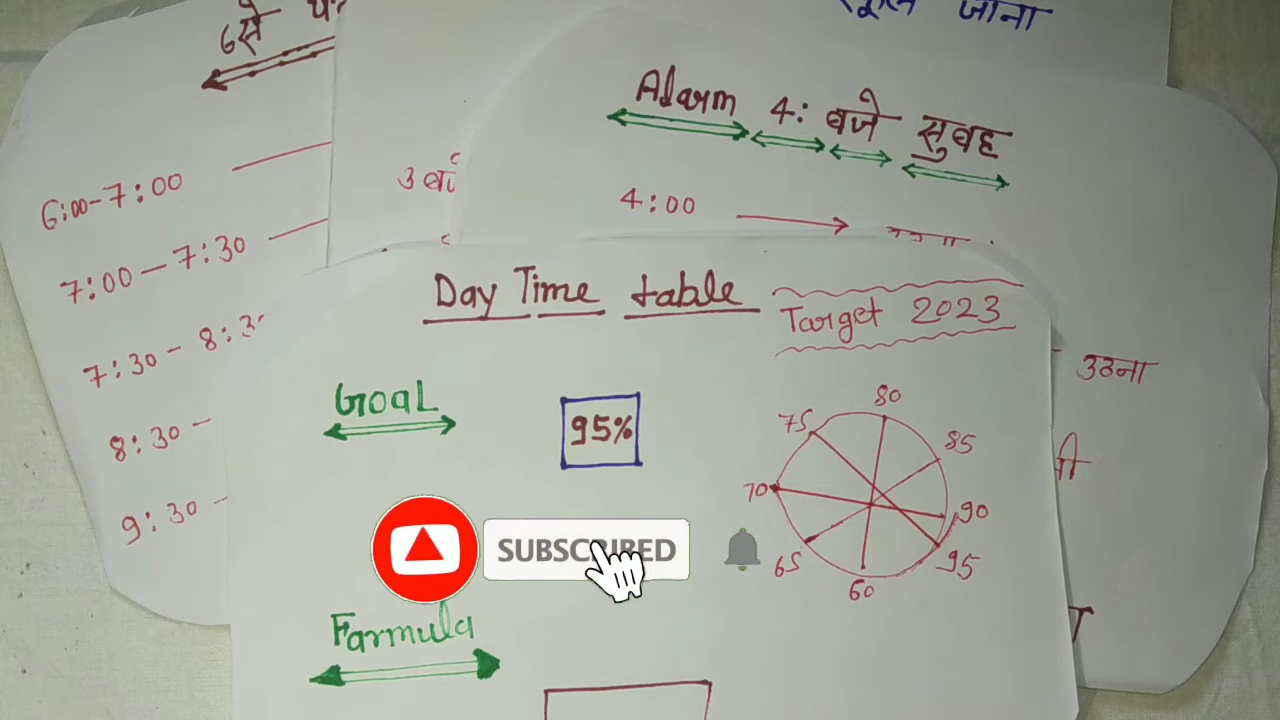 6से
स्कूल जाना
Alarm 4: बजे सुबह
6:00-7:00
3 बजे
4:00
7:00 - 7:30
Day Time table
Target 2023
7:30 - 8:30
उठना
Goal
95%
80
75
85
8:30 -
70
90
9:30 -
SUBSCRIBED
65
95
60
Farmula